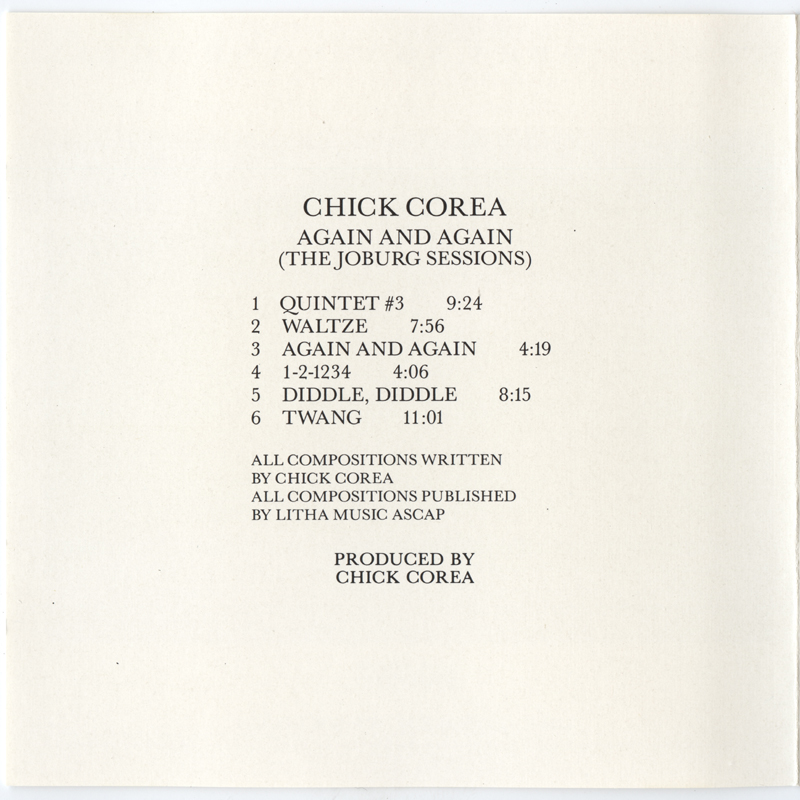 CHICK COREA
AGAIN AND AGAIN
(THE JOBURG SESSIONS)
1 QUINTET #3 9:24
2 WALTZE 7:56
3 AGAIN AND AGAIN 4:19
4 1-2-1234 4:06
5 DIDDLE, DIDDLE 8:15
6 TWANG 11:01
ALL COMPOSITIONS WRITTEN
BY CHICK COREA
ALL COMPOSITIONS PUBLISHED
BY LITHA MUSIC ASCAP
PRODUCED BY
CHICK COREA